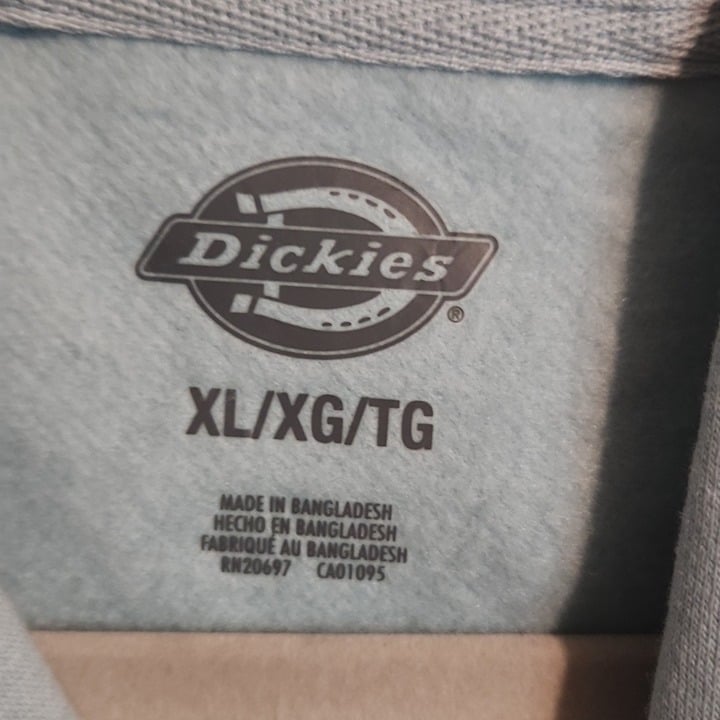 Dickies
®
XL/XG/TG
MADE IN BANGLADESH
HECHO EN BANGLADESH
FABRIQUÉ AU BANGLADESH
RN20697 CA01095